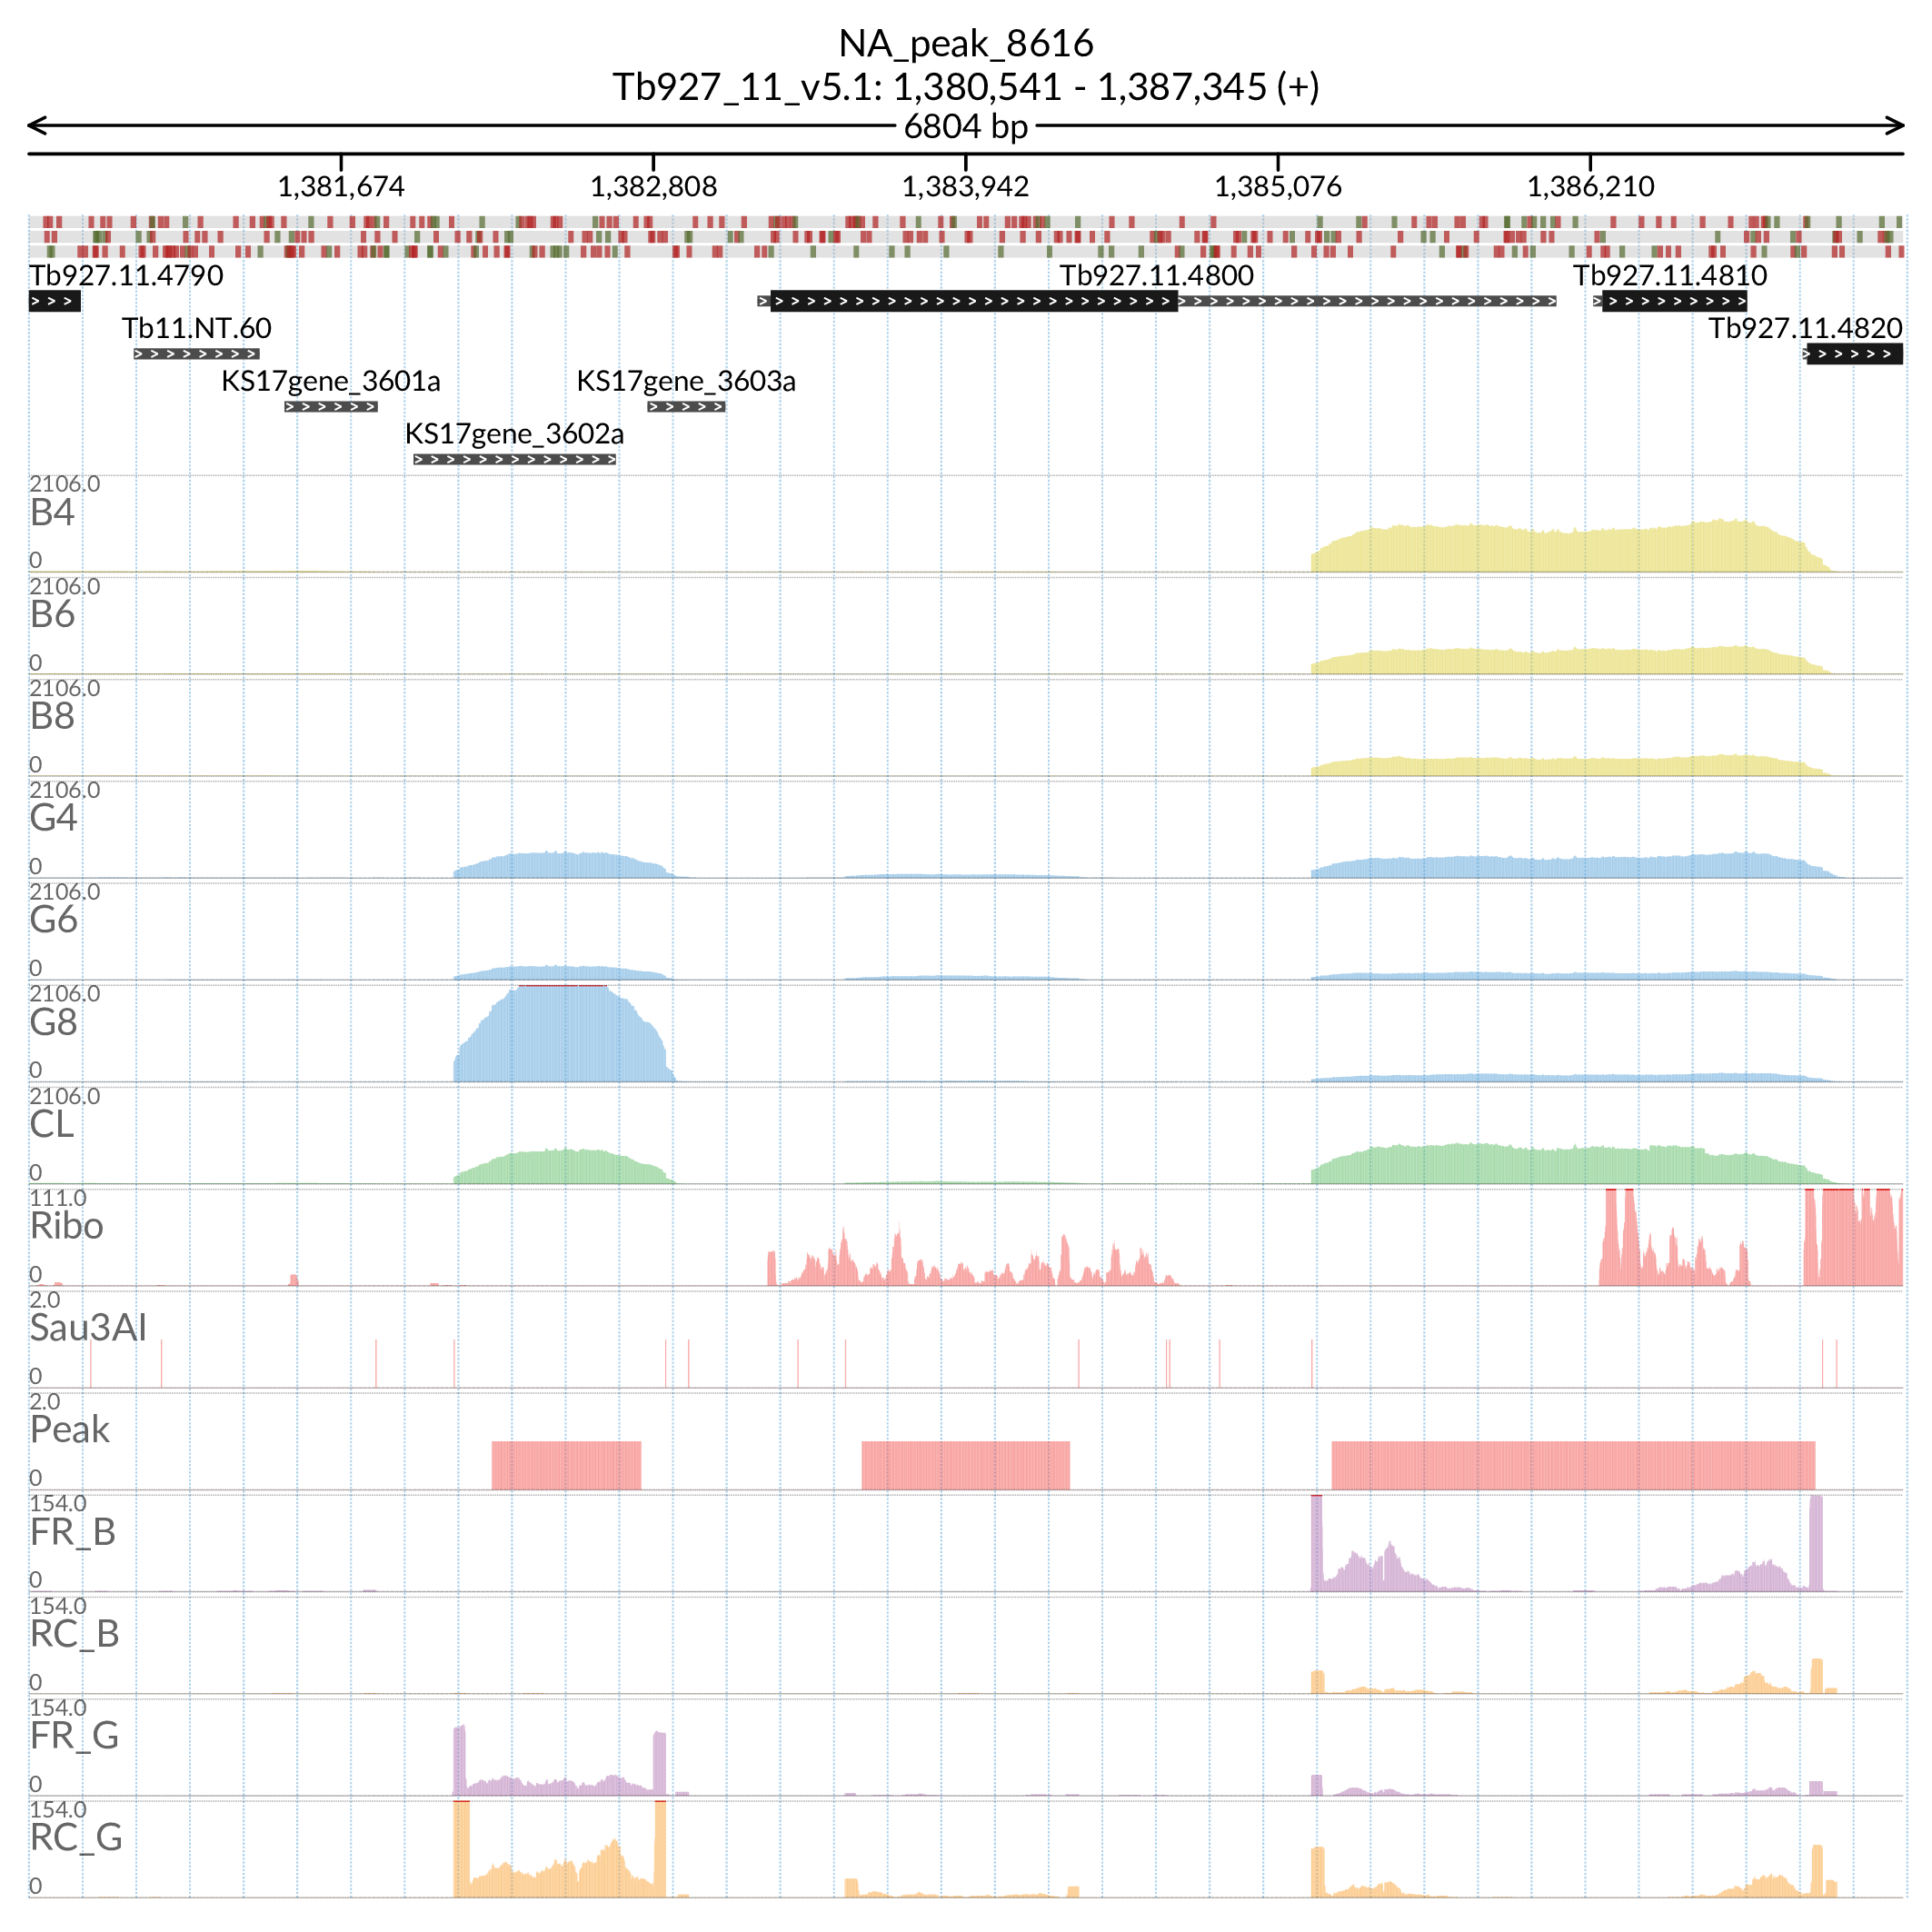 NA_peak_8616
Tb927_11_v5.1: 1,380,541 - 1,387,345 (+)
6804 bp
1,381,674 1,382,808 1,383,942 1,385,076 1,386,210
Tb927.11.4790 Tb927.11.4800 Tb927.11.4810
Tb11.NT.60 Tb927.11.4820
KS17gene_3601a KS17gene_3603a
KS17gene_3602a
2106.0
B4
0
2106.0
B6
0
2106.0
B8
0
2106.0
G4
0
2106.0
G6
0
2106.0
G8
0
2106.0
CL
0
111.0
Ribo
0
2.0
Sau3AI
0
2.0
Peak
0
154.0
FR_B
0
154.0
RC_B
0
154.0
FR_G
0
154.0
RC_G
0